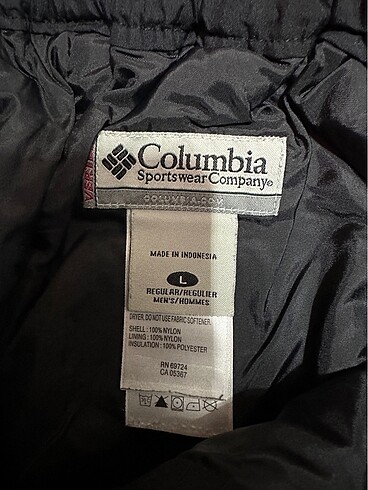 Columbia
Sportswear Company®
COLUMBIA.COM
MADE IN INDONESIA
L
REGULAR/REGULIER
MEN'S/HOMMES
DRYER, DO NOT USE FABRIC SOFTENER.
SHELL: 100% NYLON
LINING: 100% NYLON
INSULATION: 100% POLYESTER
RN 69724
CA 05367